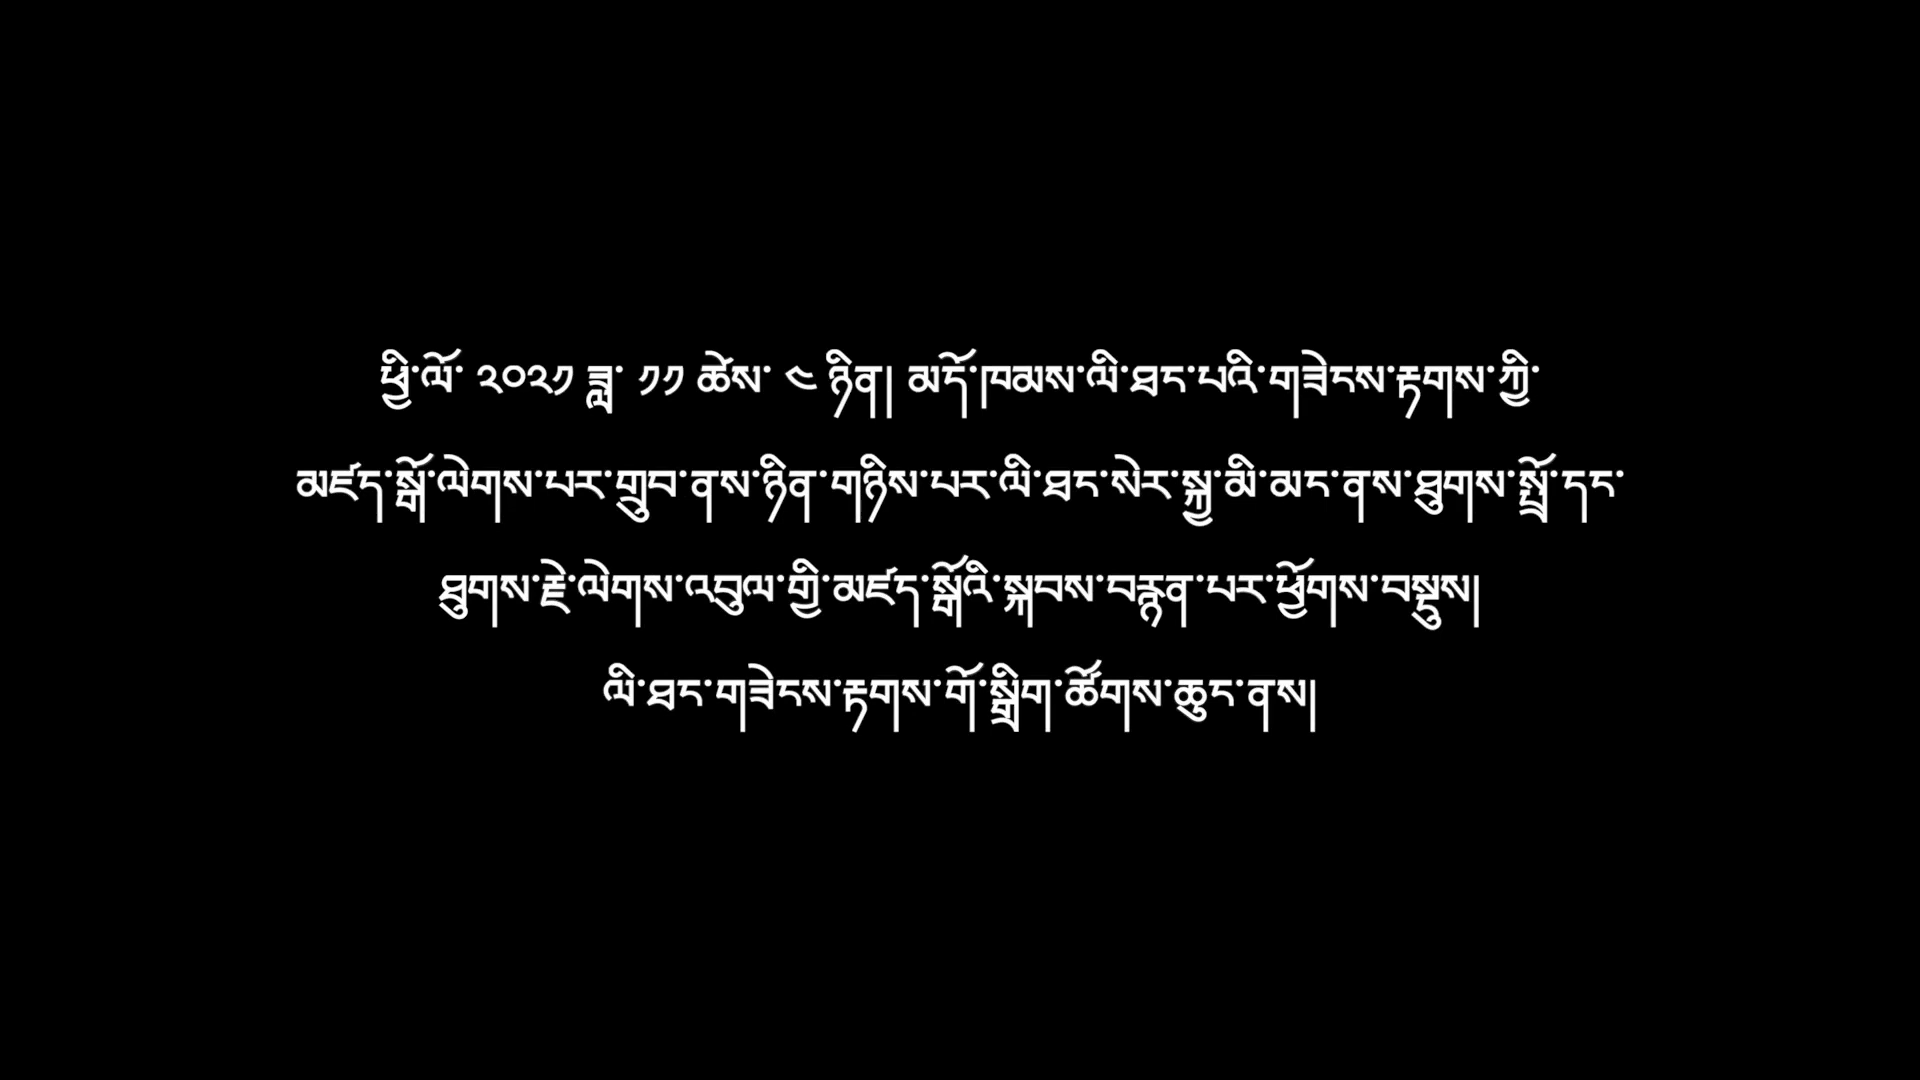 ཕྱི་ལོ་ ༢༠༢༡ ཟླ་ ༡༡ ཚེས་ ༤ ཉིན། མདོ་ཁམས་ལི་ཐང་པའི་གཟེངས་རྟགས་ཀྱི་
མཛད་སྒོ་ལེགས་པར་གྲུབ་ནས་ཉིན་གཉིས་པར་ལི་ཐང་སེར་སྐྱ་མི་མང་ནས་ཐུགས་སྤྲོ་དང་
ཐུགས་རྗེ་ལེགས་འབུལ་གྱི་མཛད་སྒོའི་སྐབས་བརྙན་པར་ཕྱོགས་བསྡུས།
ལི་ཐང་གཟེངས་རྟགས་གོ་སྒྲིག་ཚོགས་ཆུང་ནས།